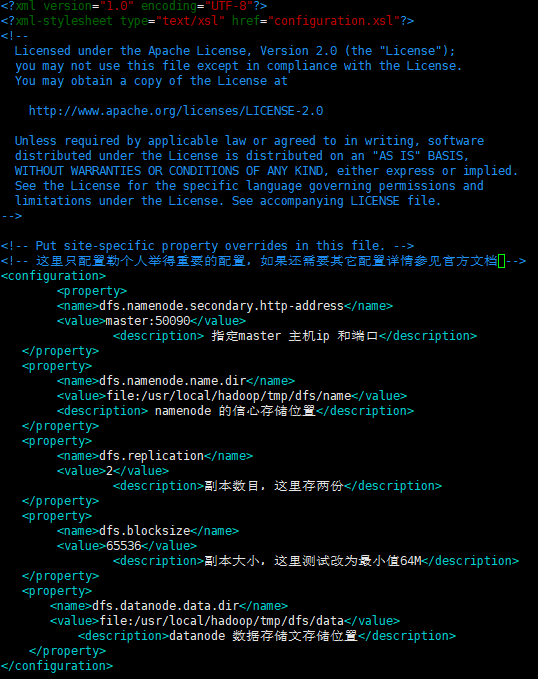 <?xml version="1.0" encoding="UTF-8"?>
<?xml-stylesheet type="text/xsl" href="configuration.xsl"?>
<!--
  Licensed under the Apache License, Version 2.0 (the "License");
  you may not use this file except in compliance with the License.
  You may obtain a copy of the License at

    http://www.apache.org/licenses/LICENSE-2.0

  Unless required by applicable law or agreed to in writing, software
  distributed under the License is distributed on an "AS IS" BASIS,
  WITHOUT WARRANTIES OR CONDITIONS OF ANY KIND, either express or implied.
  See the License for the specific language governing permissions and
  limitations under the License. See accompanying LICENSE file.
-->

<!-- Put site-specific property overrides in this file. -->
<!-- 这里只配置勒个人举得重要的配置, 如果还需要其它配置详情参见官方文档 -->
<configuration>
        <property>
        <name>dfs.namenode.secondary.http-address</name>
        <value>master:50090</value>
                <description> 指定master 主机ip 和端口</description>
   </property>
   <property>
        <name>dfs.namenode.name.dir</name>
        <value>file:/usr/local/hadoop/tmp/dfs/name</value>
        <description> namenode 的信心存储位置</description>
   </property>
   <property>
        <name>dfs.replication</name>
        <value>2</value>
                <description>副本数目, 这里存两份</description>
   </property>
   <property>
        <name>dfs.blocksize</name>
        <value>65536</value>
                <description>副本大小, 这里测试改为最小值64M</description>
   </property>
   <property>
       <name>dfs.datanode.data.dir</name>
       <value>file:/usr/local/hadoop/tmp/dfs/data</value>
           <description>datanode 数据存储文存储位置</description>
    </property>
</configuration>